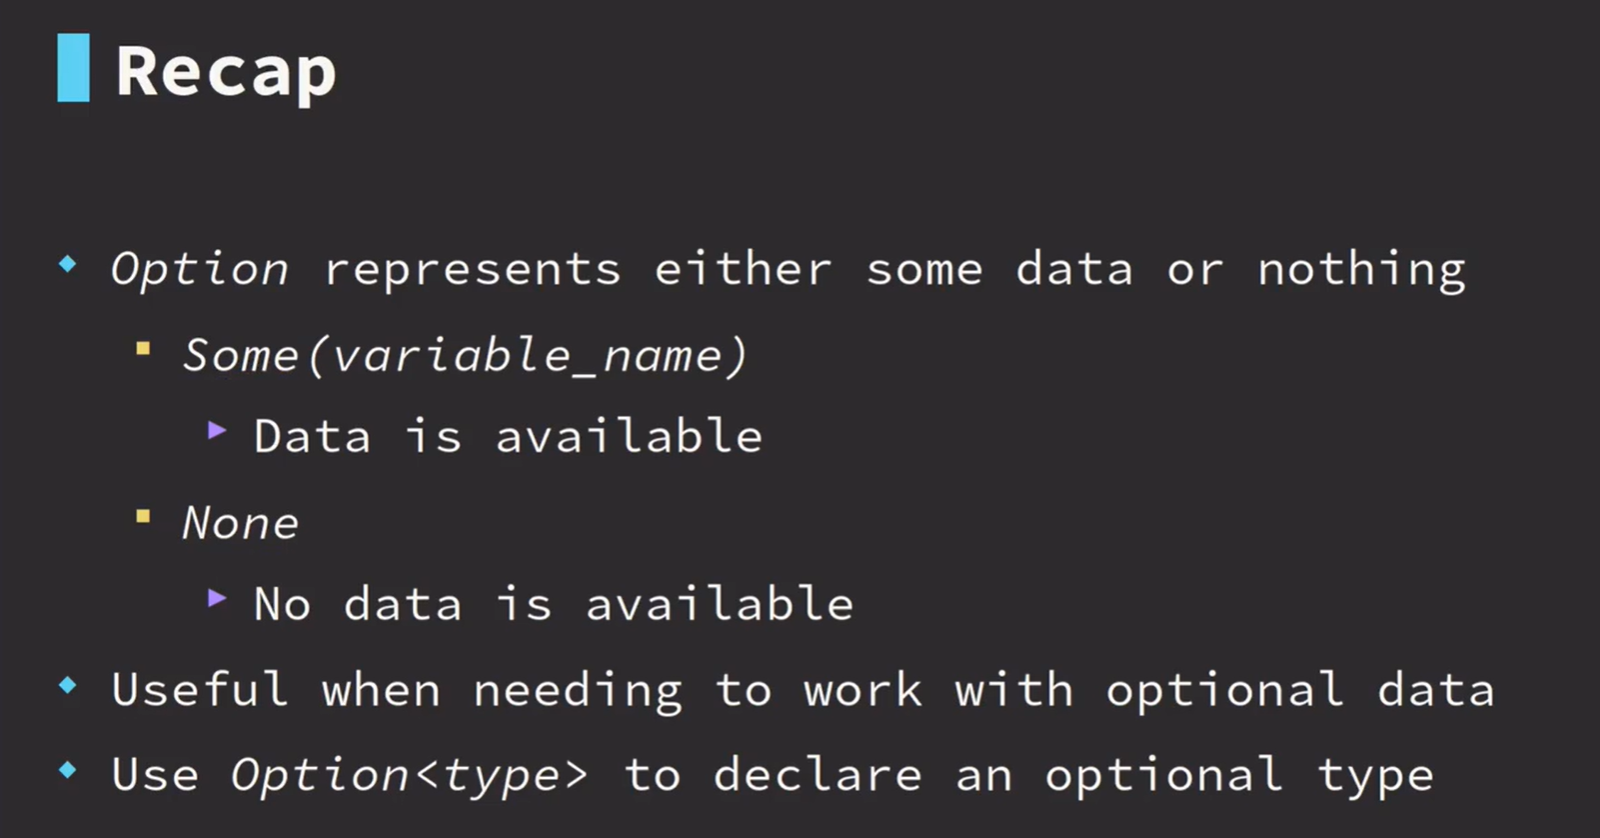 Recap
Option represents either some data or nothing
Some(variable_name)
Data is available
None
No data is available
Useful when needing to work with optional data
Use Option<type> to declare an optional type